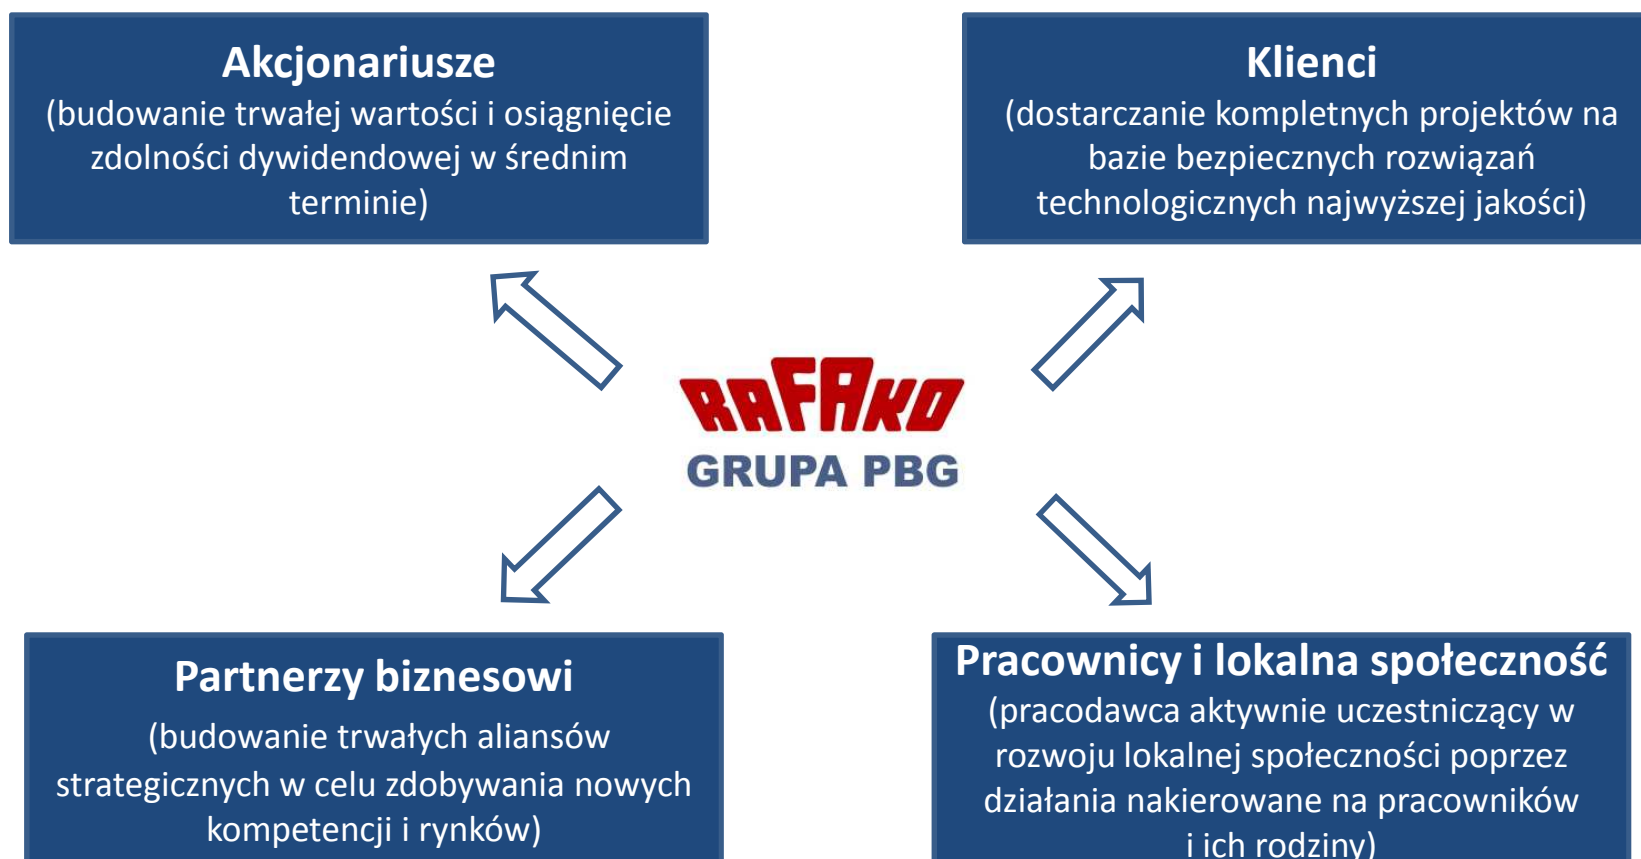 Akcjonariusze
(budowanie trwałej wartości i osiągnięcie
zdolności dywidendowej w średnim
terminie)
Klienci
(dostarczanie kompletnych projektów na
bazie bezpiecznych rozwiązań
technologicznych najwyższej jakości)
RAFAKO
GRUPA PBG
Partnerzy biznesowi
(budowanie trwałych aliansów
strategicznych w celu zdobywania nowych
kompetencji i rynków)
Pracownicy i lokalna społeczność
(pracodawca aktywnie uczestniczący w
rozwoju lokalnej społeczności poprzez
działania nakierowane na pracowników
i ich rodziny)